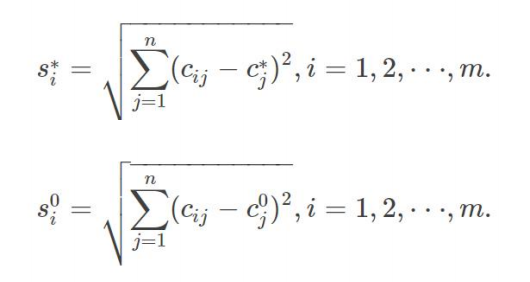 $s_i^* = \sqrt{\sum_{j=1}^{n}(c_{ij} - c_j^*)^2}, i = 1, 2, \cdots, m.$
$s_i^0 = \sqrt{\sum_{j=1}^{n}(c_{ij} - c_j^0)^2}, i = 1, 2, \cdots, m.$